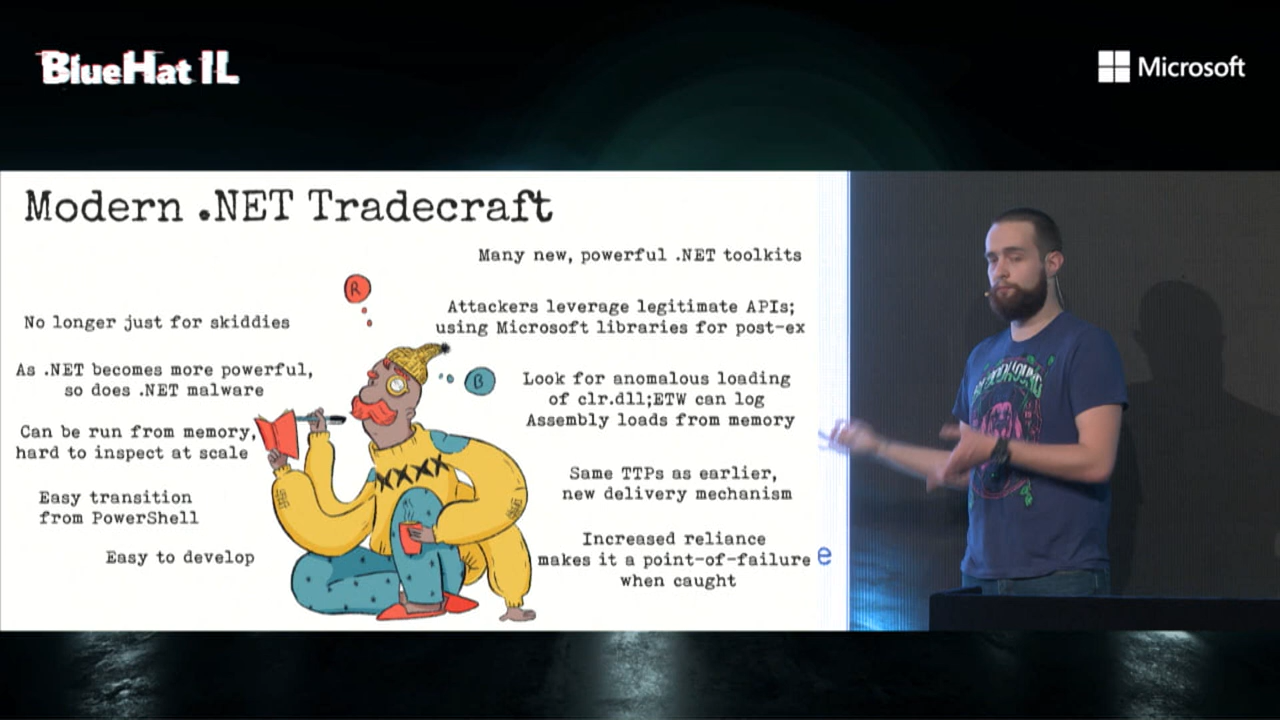 BlueHat IL
Microsoft
Modern .NET Tradecraft
Many new, powerful .NET toolkits
R
Attackers leverage legitimate APIs;
using Microsoft libraries for post-ex
No longer just for skiddies
As .NET becomes more powerful,
so does .NET malware
B
Look for anomalous loading
of clr.dll;ETW can log
Assembly loads from memory
Can be run from memory,
hard to inspect at scale
Same TTPs as earlier,
new delivery mechanism
Easy transition
from PowerShell
Easy to develop
Increased reliance
makes it a point-of-failure
when caught
e